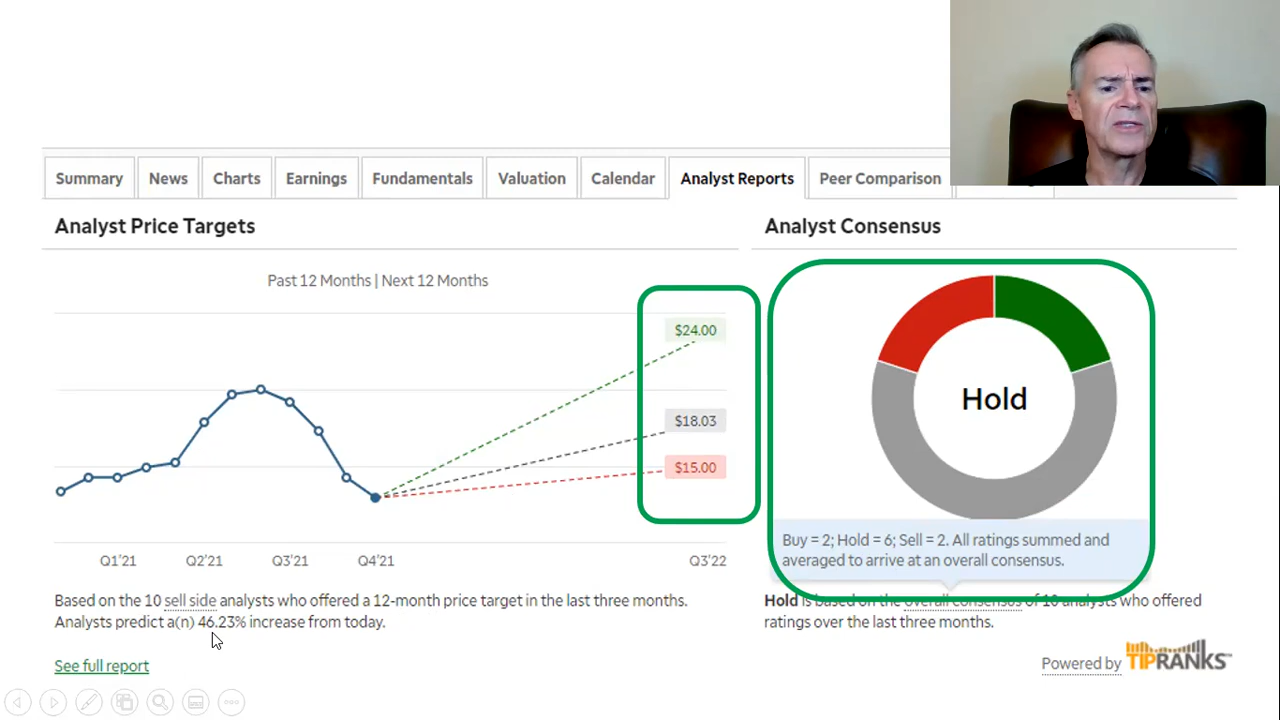 Summary News Charts Earnings Fundamentals Valuation Calendar Analyst Reports Peer Comparison
Analyst Price Targets
Past 12 Months | Next 12 Months
$24.00
$18.03
$15.00
Q1'21 Q2'21 Q3'21 Q4'21 Q3'22
Based on the 10 sell side analysts who offered a 12-month price target in the last three months.
Analysts predict a(n) 46.23% increase from today.
See full report
Analyst Consensus
Hold
Buy = 2; Hold = 6; Sell = 2. All ratings summed and
averaged to arrive at an overall consensus.
Hold is based on the overall consensus of 10 analysts who offered
ratings over the last three months.
Powered by TIPRANKS